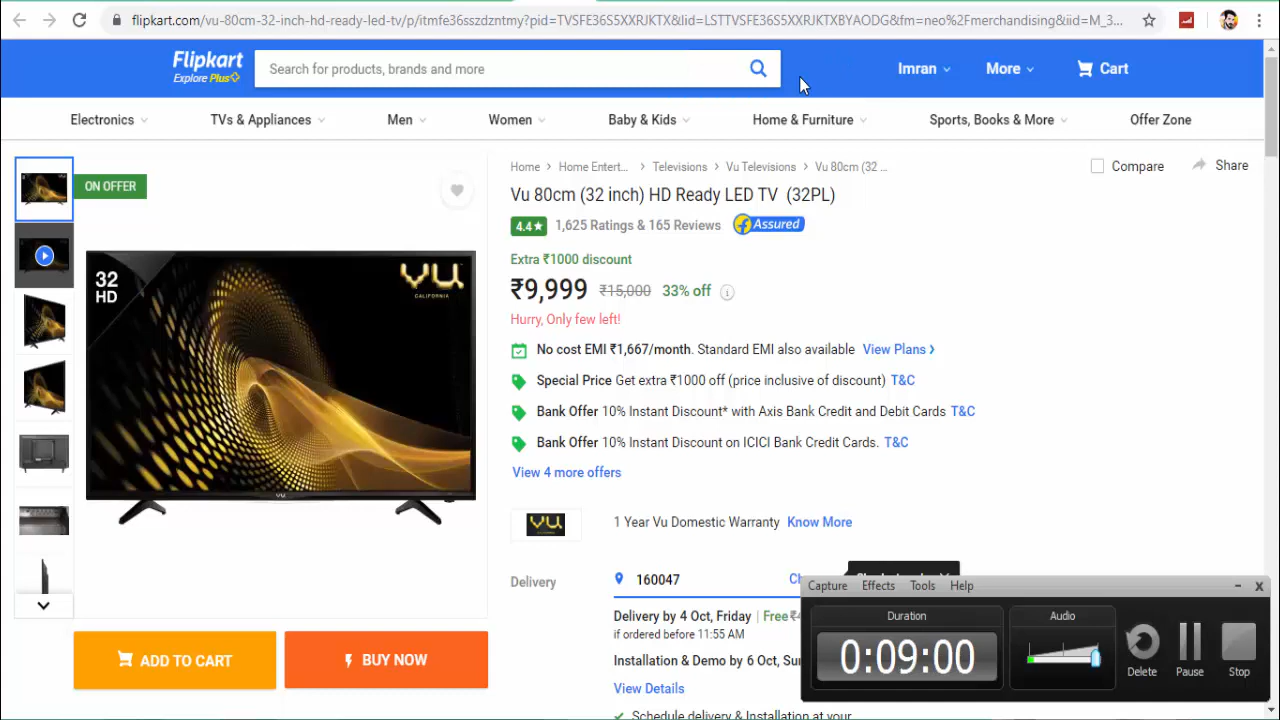 flipkart.com/vu-80cm-32-inch-hd-ready-led-tv/p/itmfe36sszdzntmy?pid=TVSFE36S5XXRJKTX&lid=LSTTVSFE36S5XXRJKTXBYAODG&fm=neo%2Fmerchandising&iid=M_3...
Flipkart
Explore Plus
Search for products, brands and more
Imran
More
Cart
Electronics
TVs & Appliances
Men
Women
Baby & Kids
Home & Furniture
Sports, Books & More
Offer Zone
Home > Home Entert... > Televisions > Vu Televisions > Vu 80cm (32 ...
Compare
Share
ON OFFER
Vu 80cm (32 inch) HD Ready LED TV (32PL)
4.4★ 1,625 Ratings & 165 Reviews Assured
Extra ₹1000 discount
₹9,999 ₹15,000 33% off
Hurry, Only few left!
32
HD
vu
CALIFORNIA
No cost EMI ₹1,667/month. Standard EMI also available View Plans >
Special Price Get extra ₹1000 off (price inclusive of discount) T&C
Bank Offer 10% Instant Discount* with Axis Bank Credit and Debit Cards T&C
Bank Offer 10% Instant Discount on ICICI Bank Credit Cards. T&C
View 4 more offers
vu
1 Year Vu Domestic Warranty Know More
Delivery
160047
Delivery by 4 Oct, Friday | Free
if ordered before 11:55 AM
Installation & Demo by 6 Oct,
View Details
Schedule delivery & Installation at your
ADD TO CART
BUY NOW
Capture Effects Tools Help
Duration
0:09:00
Audio
Delete
Pause
Stop